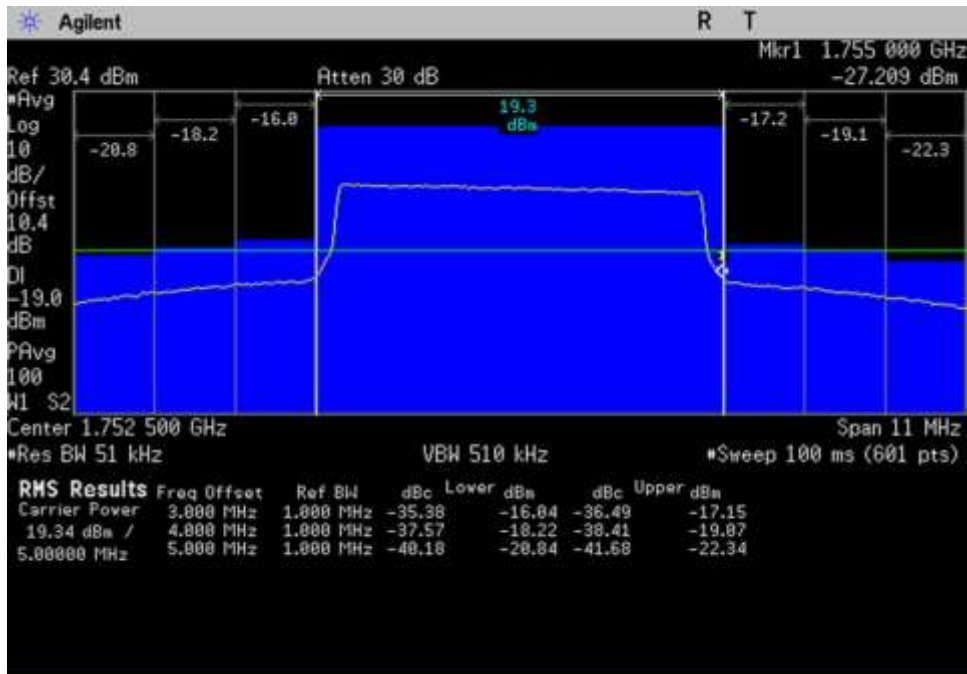 Agilent R T
Mkr1 1.755 000 GHz
Ref 30.4 dBm Atten 30 dB -27.209 dBm
#Avg
Log
10
dB/
Offst
10.4
dB
DI
-19.0
dBm
PAvg
100
W1 S2
19.3
dBm
-20.8 -18.2 -16.0 -17.2 -19.1 -22.3
1
Center 1.752 500 GHz Span 11 MHz
#Res BW 51 kHz VBW 510 kHz #Sweep 100 ms (601 pts)
RMS Results Freq Offset Ref BW dBc Lower dBm dBc Upper dBm
Carrier Power 3.000 MHz 1.000 MHz -35.38 -16.04 -36.49 -17.15
19.34 dBm / 4.000 MHz 1.000 MHz -37.57 -18.22 -38.41 -19.07
5.00000 MHz 5.000 MHz 1.000 MHz -40.18 -20.84 -41.68 -22.34